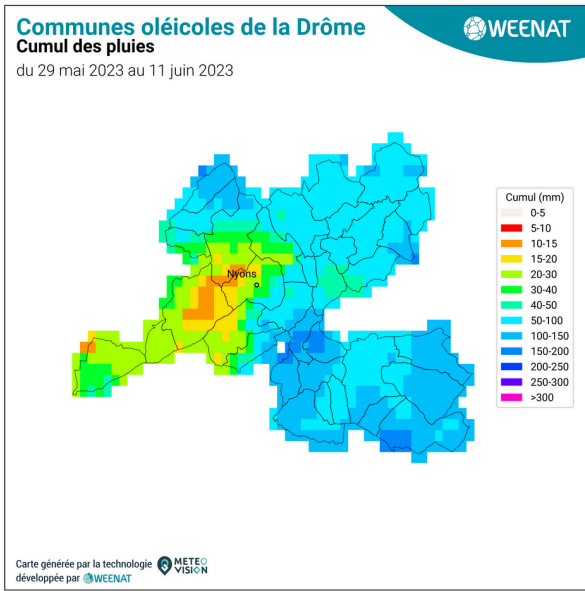 Communes oléicoles de la Drôme
Cumul des pluies
du 29 mai 2023 au 11 juin 2023
WEENAT
Nyons
Cumul (mm)
0-5
5-10
10-15
15-20
20-30
30-40
40-50
50-100
100-150
150-200
200-250
250-300
>300
Carte générée par la technologie
développée par WEENAT
METEO
VISION